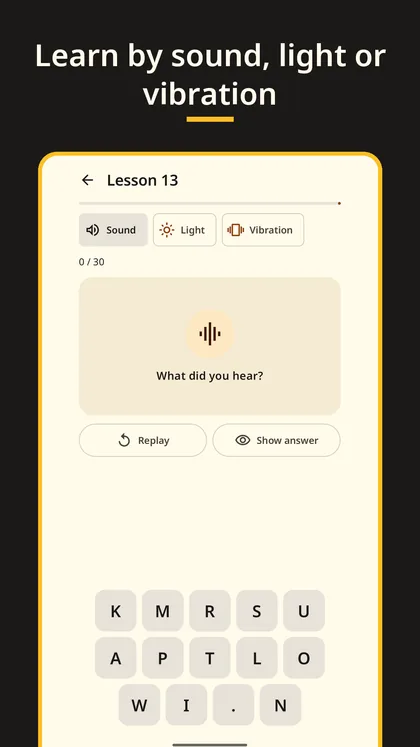 Learn by sound, light or
vibration
Lesson 13
Sound Light Vibration
0 / 30
What did you hear?
Replay Show answer
K M R S U
A P T L O
W I . N